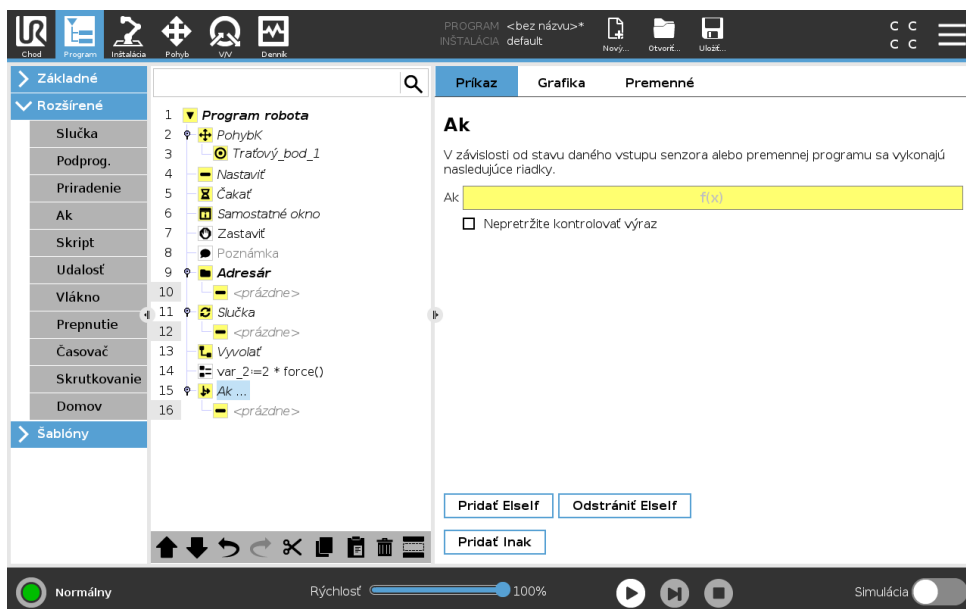 PROGRAM <bez názvu>*
INŠTALÁCIA default
Chod
Program
Inštalácia
Pohyb
V/V
Denník
Nový...
Otvoriť...
Uložiť...
C C
C C
Základné
Rozšírené
Slučka
Podprog.
Priradenie
Ak
Skript
Udalosť
Vlákno
Prepnutie
Časovač
Skrutkovanie
Domov
Šablóny
1 Program robota
2 PohybK
3 Traťový_bod_1
4 Nastaviť
5 Čakať
6 Samostatné okno
7 Zastaviť
8 Poznámka
9 Adresár
10 <prázdne>
11 Slučka
12 <prázdne>
13 Vyvolať
14 var_2:=2 * force()
15 Ak ...
16 <prázdne>
Príkaz
Grafika
Premenné
Ak
V závislosti od stavu daného vstupu senzora alebo premennej programu sa vykonajú
nasledujúce riadky.
Ak f(x)
Nepretržite kontrolovať výraz
Pridať ElseIf
Odstrániť ElseIf
Pridať Inak
Normálny
Rýchlosť
100%
Simulácia